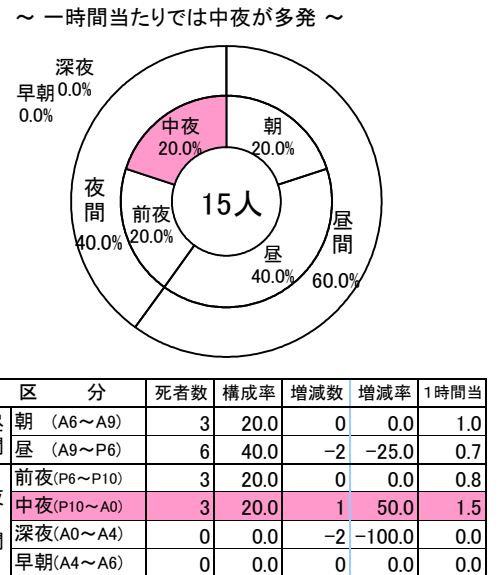 ～ 一時間当たりでは中夜が多発 ～
深夜
0.0%
早朝
0.0%
中夜
20.0%
朝
20.0%
夜間
40.0%
前夜
20.0%
15人
昼
40.0%
昼間
60.0%
区 分 死者数 構成率 増減数 増減率 1時間当
朝 (A6～A9) 3 20.0 0 0.0 1.0
昼 (A9～P6) 6 40.0 -2 -25.0 0.7
前夜(P6～P10) 3 20.0 0 0.0 0.8
中夜(P10～A0) 3 20.0 1 50.0 1.5
深夜(A0～A4) 0 0.0 -2 -100.0 0.0
早朝(A4～A6) 0 0.0 0 0.0 0.0